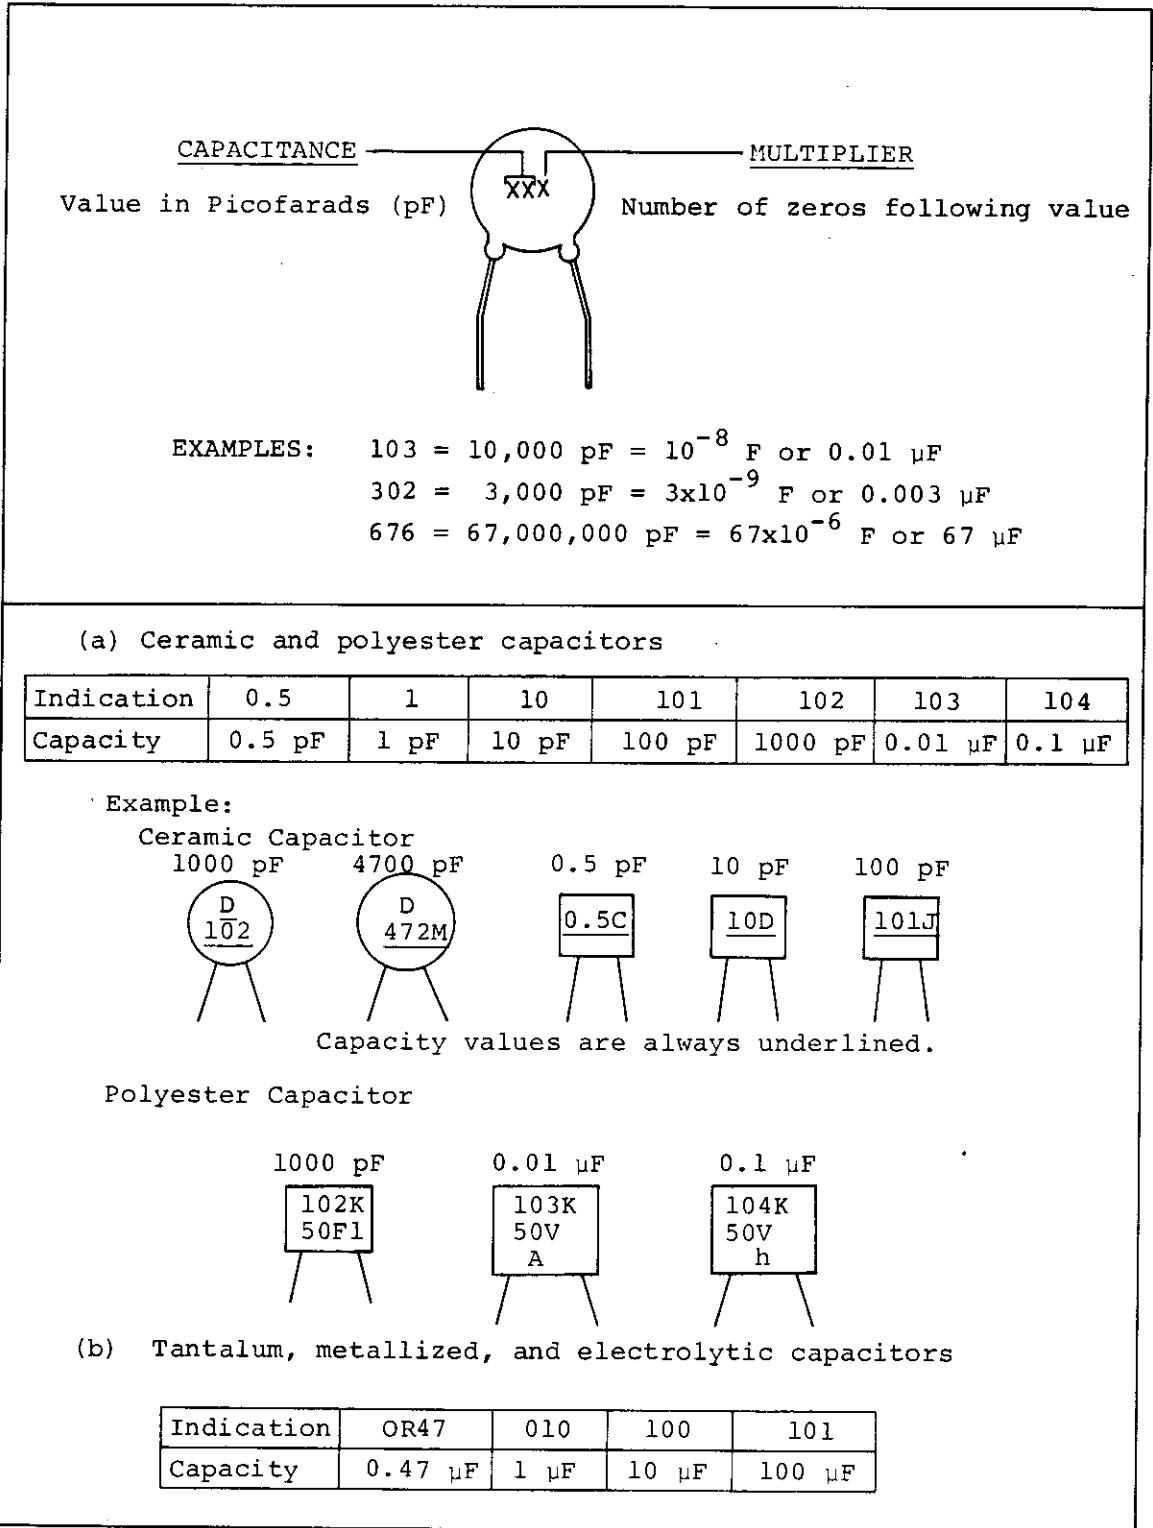 CAPACITANCE MULTIPLIER
XXX
Value in Picofarads (pF) Number of zeros following value
EXAMPLES: 103 = 10,000 pF = 10⁻⁸ F or 0.01 µF
302 = 3,000 pF = 3x10⁻⁹ F or 0.003 µF
676 = 67,000,000 pF = 67x10⁻⁶ F or 67 µF
(a) Ceramic and polyester capacitors
Indication 0.5 1 10 101 102 103 104
Capacity 0.5 pF 1 pF 10 pF 100 pF 1000 pF 0.01 µF 0.1 µF
Example:
Ceramic Capacitor
1000 pF 4700 pF 0.5 pF 10 pF 100 pF
D D
102 472M 0.5C 10D 101J
Capacity values are always underlined.
Polyester Capacitor
1000 pF 0.01 µF 0.1 µF
102K 103K 104K
50F1 50V 50V
A h
(b) Tantalum, metallized, and electrolytic capacitors
Indication OR47 010 100 101
Capacity 0.47 µF 1 µF 10 µF 100 µF